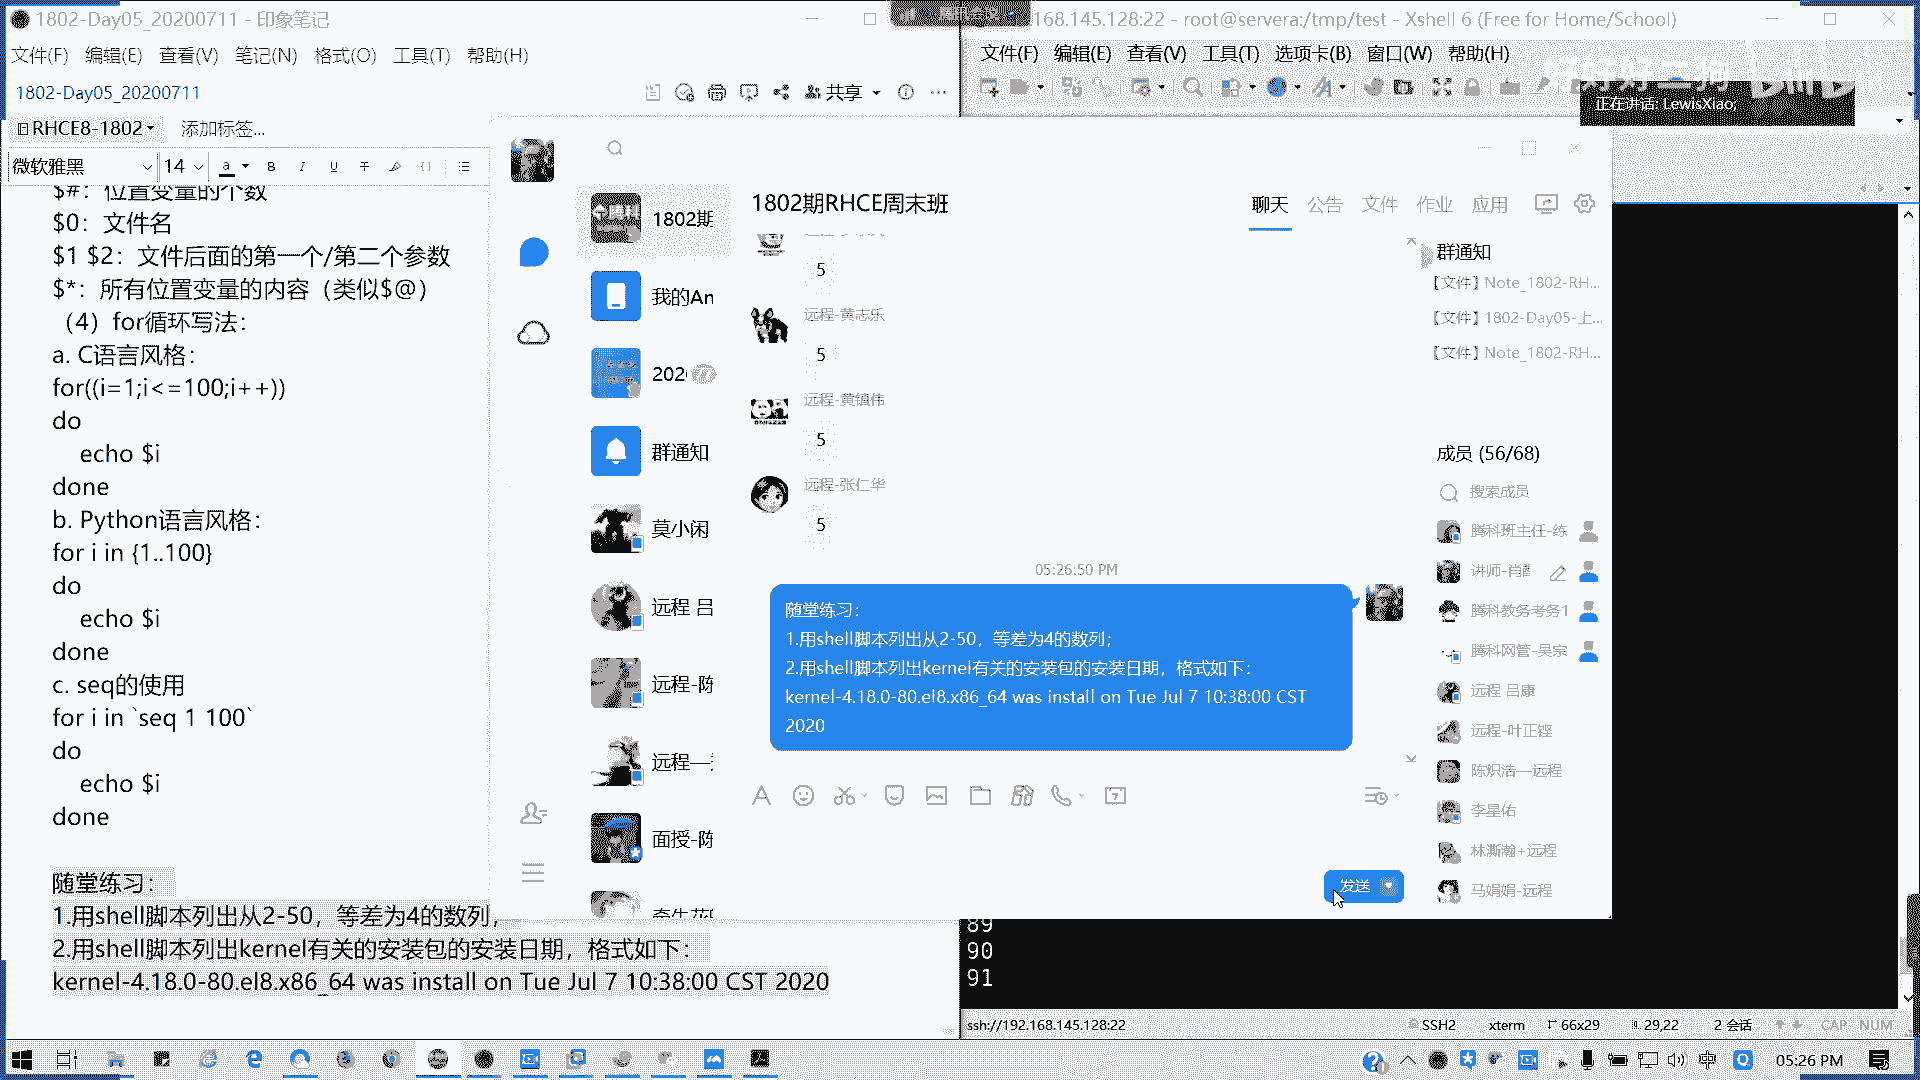 1802-Day05_20200711 - 印象笔记
文件(F) 编辑(E) 查看(V) 笔记(N) 格式(O) 工具(T) 帮助(H)
1802-Day05_20200711
共享
RHCE8-1802
添加标签...
微软雅黑 14
$#：位置变量的个数
$0：文件名
$1 $2：文件后面的第一个/第二个参数
$*：所有位置变量的内容（类似$@）
（4）for循环写法：
a. C语言风格：
for((i=1;i<=100;i++))
do
echo $i
done
b. Python语言风格：
for i in {1..100}
do
echo $i
done
c. seq的使用
for i in `seq 1 100`
do
echo $i
done
随堂练习：
1.用shell脚本列出从2-50，等差为4的数列；
2.用shell脚本列出kernel有关的安装包的安装日期，格式如下：
kernel-4.18.0-80.el8.x86_64 was install on Tue Jul 7 10:38:00 CST 2020
腾讯会议
168.145.128:22 - root@servera:/tmp/test - Xshell 6 (Free for Home/School)
文件(F) 编辑(E) 查看(V) 工具(T) 选项卡(B) 窗口(W) 帮助(H)
正在讲话: LewisXiao;
1802期
我的An
202
群通知
莫小闲
远程 吕
远程-陈
远程—
面授-陈
1802期RHCE周末班
聊天 公告 文件 作业 应用
5
远程-黄志乐
5
远程-黄镇伟
5
远程-张仁华
5
05:26:50 PM
随堂练习：
1.用shell脚本列出从2-50，等差为4的数列；
2.用shell脚本列出kernel有关的安装包的安装日期，格式如下：
kernel-4.18.0-80.el8.x86_64 was install on Tue Jul 7 10:38:00 CST
2020
发送
群通知
【文件】Note_1802-RH...
【文件】1802-Day05-上...
【文件】Note_1802-RH...
成员 (56/68)
搜索成员
腾科班主任-练
讲师-肖
腾科教务考务1
腾科网管-吴宗
远程 吕康
远程-叶正铿
陈炽浩—远程
李星佑
林澌瀚+远程
马娟娟-远程
89
90
91
ssh://192.168.145.128:22
SSH2
xterm
66x29
29,22
2 会话
CAP NUM
中
05:26 PM